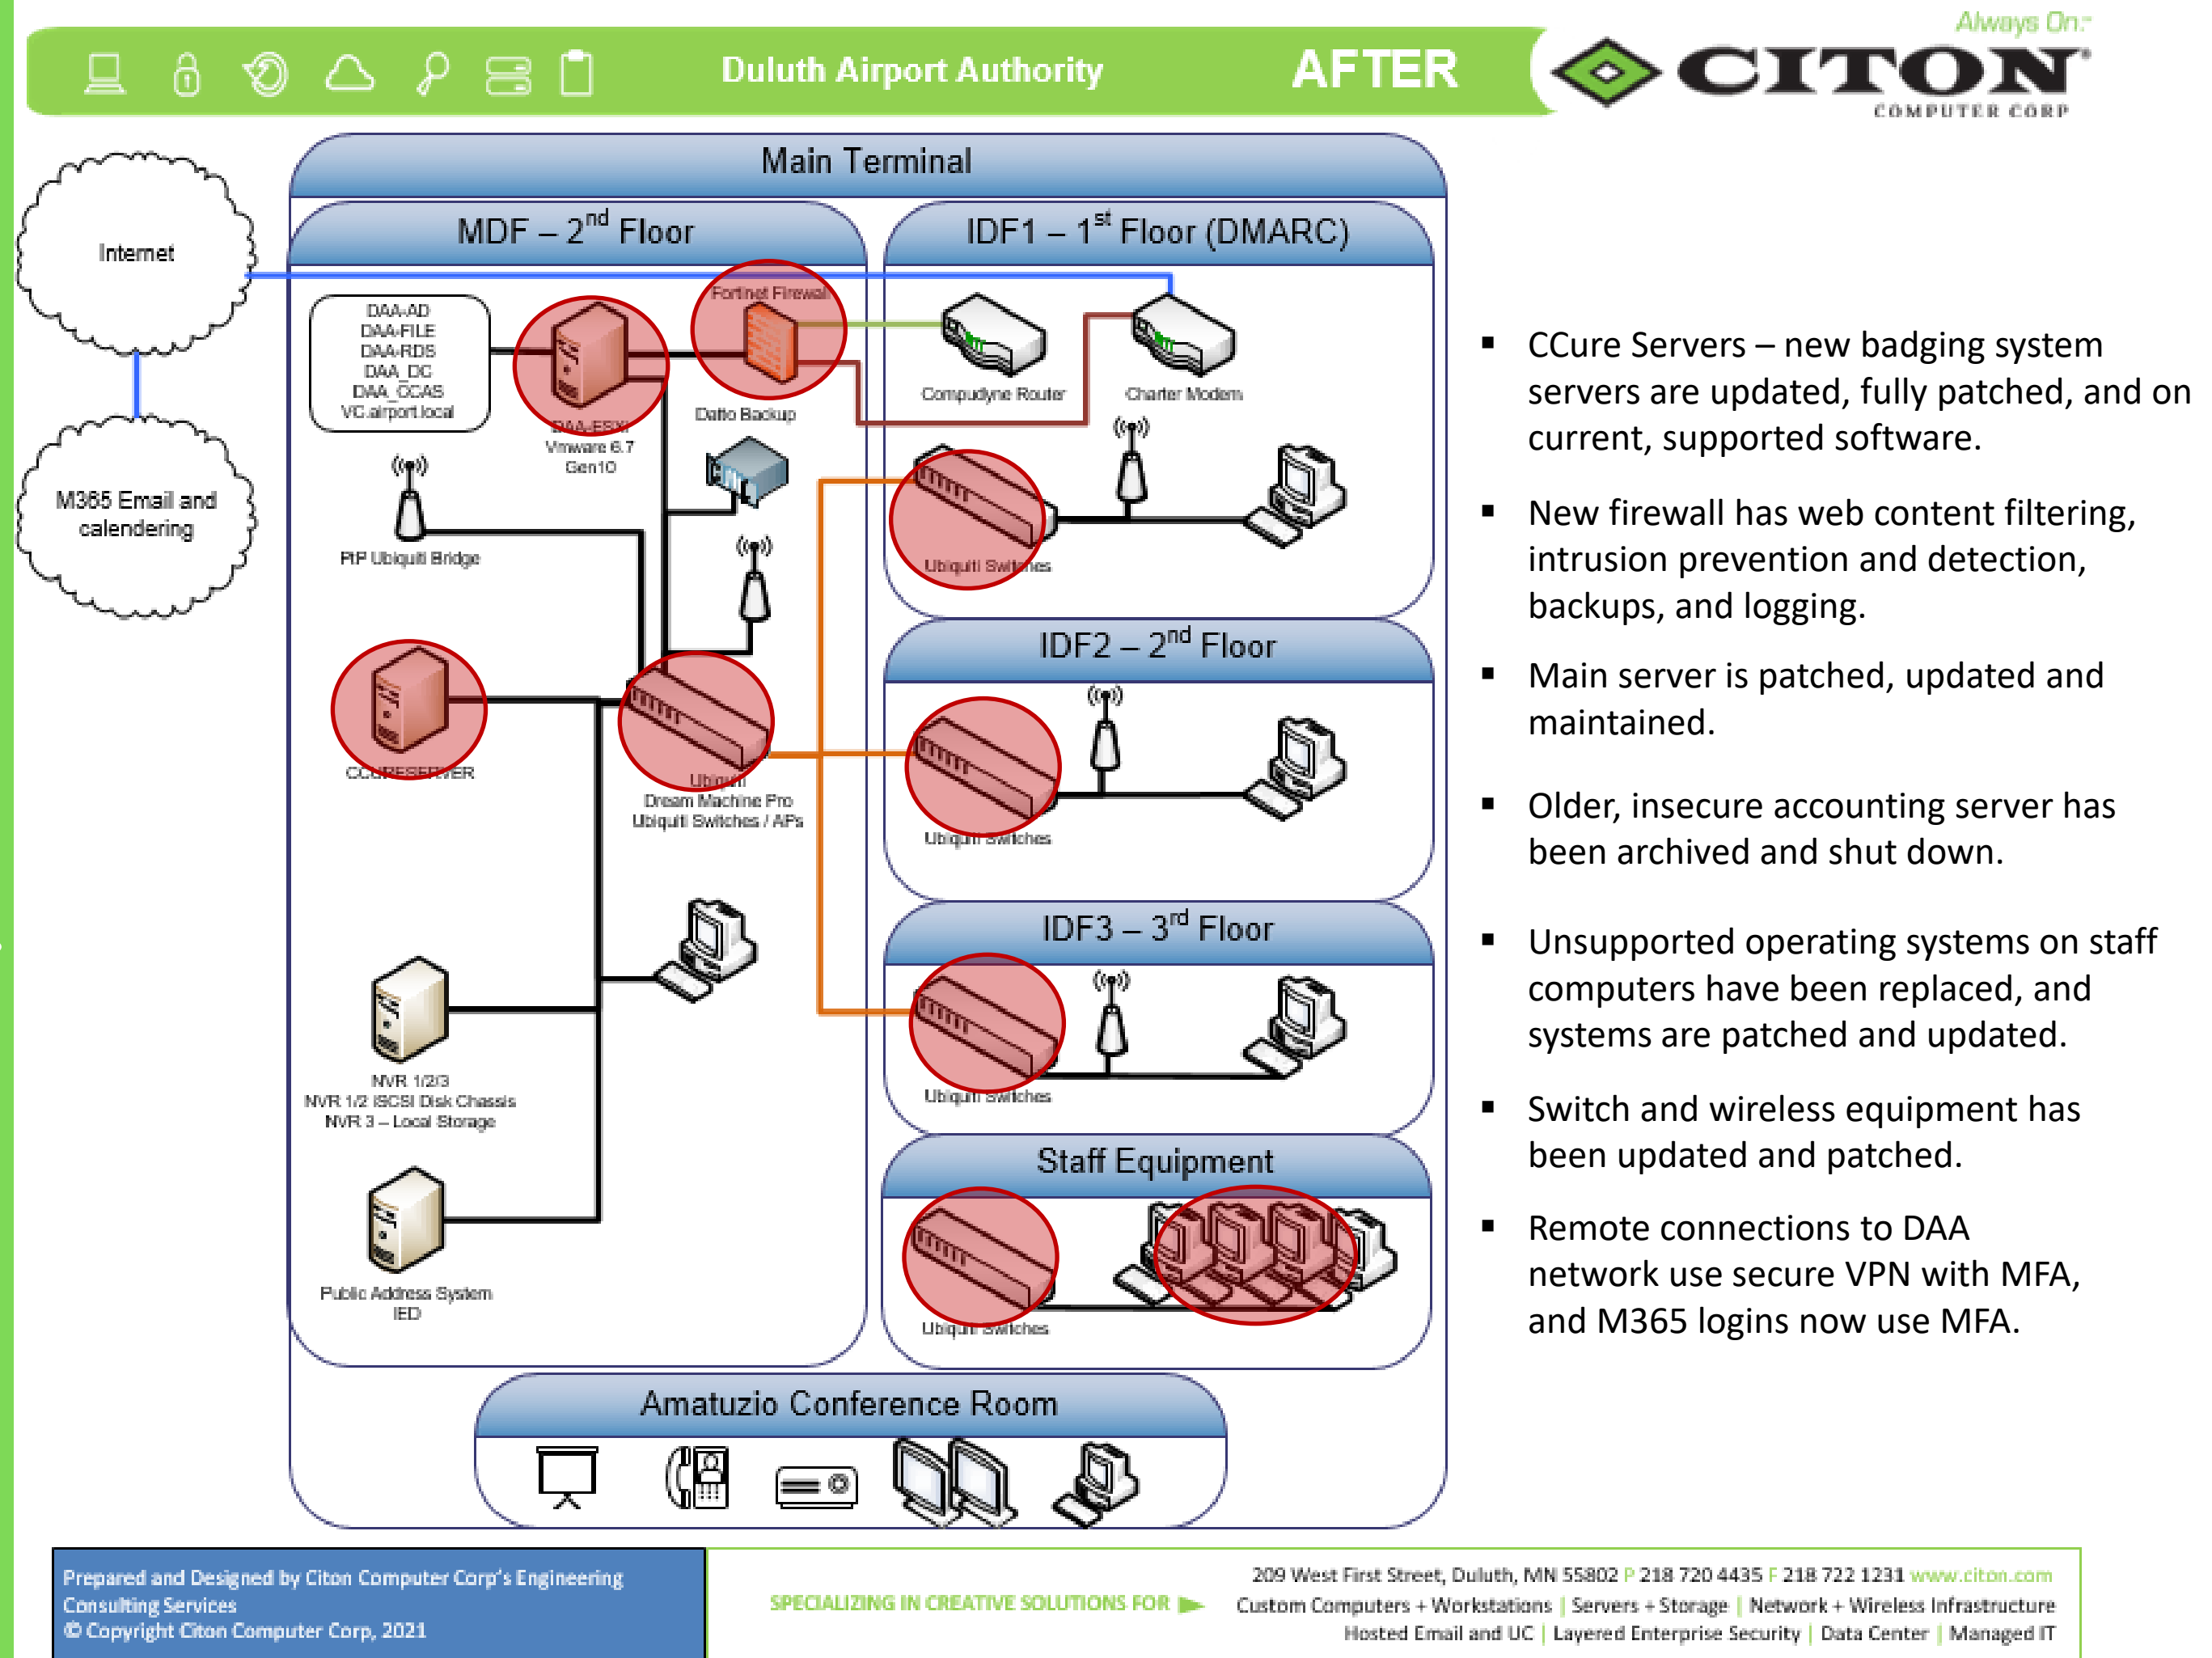 Always On.
Duluth Airport Authority
AFTER
CITON
COMPUTER CORP
Main Terminal
MDF – 2nd Floor
IDF1 – 1st Floor (DMARC)
Internet
M365 Email and
calendering
DAA-AD
DAA-FILE
DAA-RDS
DAA_DC
DAA_OCAS
VC.airport.local
DAA-ESXi
Vmware 6.7
Gen10
Fortinet Firewall
Datto Backup
Compudyne Router
Charter Modem
PtP Ubiquiti Bridge
Ubiquiti Switches
IDF2 – 2nd Floor
CCURESERVER
Ubiquiti
Dream Machine Pro
Ubiquiti Switches / APs
Ubiquiti Switches
IDF3 – 3rd Floor
NVR 1/2/3
NVR 1/2 iSCSI Disk Chassis
NVR 3 – Local Storage
Ubiquiti Switches
Staff Equipment
Public Address System
IED
Ubiquiti Switches
Amatuzio Conference Room
▪ CCure Servers – new badging system
servers are updated, fully patched, and on
current, supported software.
▪ New firewall has web content filtering,
intrusion prevention and detection,
backups, and logging.
▪ Main server is patched, updated and
maintained.
▪ Older, insecure accounting server has
been archived and shut down.
▪ Unsupported operating systems on staff
computers have been replaced, and
systems are patched and updated.
▪ Switch and wireless equipment has
been updated and patched.
▪ Remote connections to DAA
network use secure VPN with MFA,
and M365 logins now use MFA.
Prepared and Designed by Citon Computer Corp's Engineering
Consulting Services
© Copyright Citon Computer Corp, 2021
SPECIALIZING IN CREATIVE SOLUTIONS FOR
209 West First Street, Duluth, MN 55802 P 218 720 4435 F 218 722 1231 www.citon.com
Custom Computers + Workstations | Servers + Storage | Network + Wireless Infrastructure
Hosted Email and UC | Layered Enterprise Security | Data Center | Managed IT